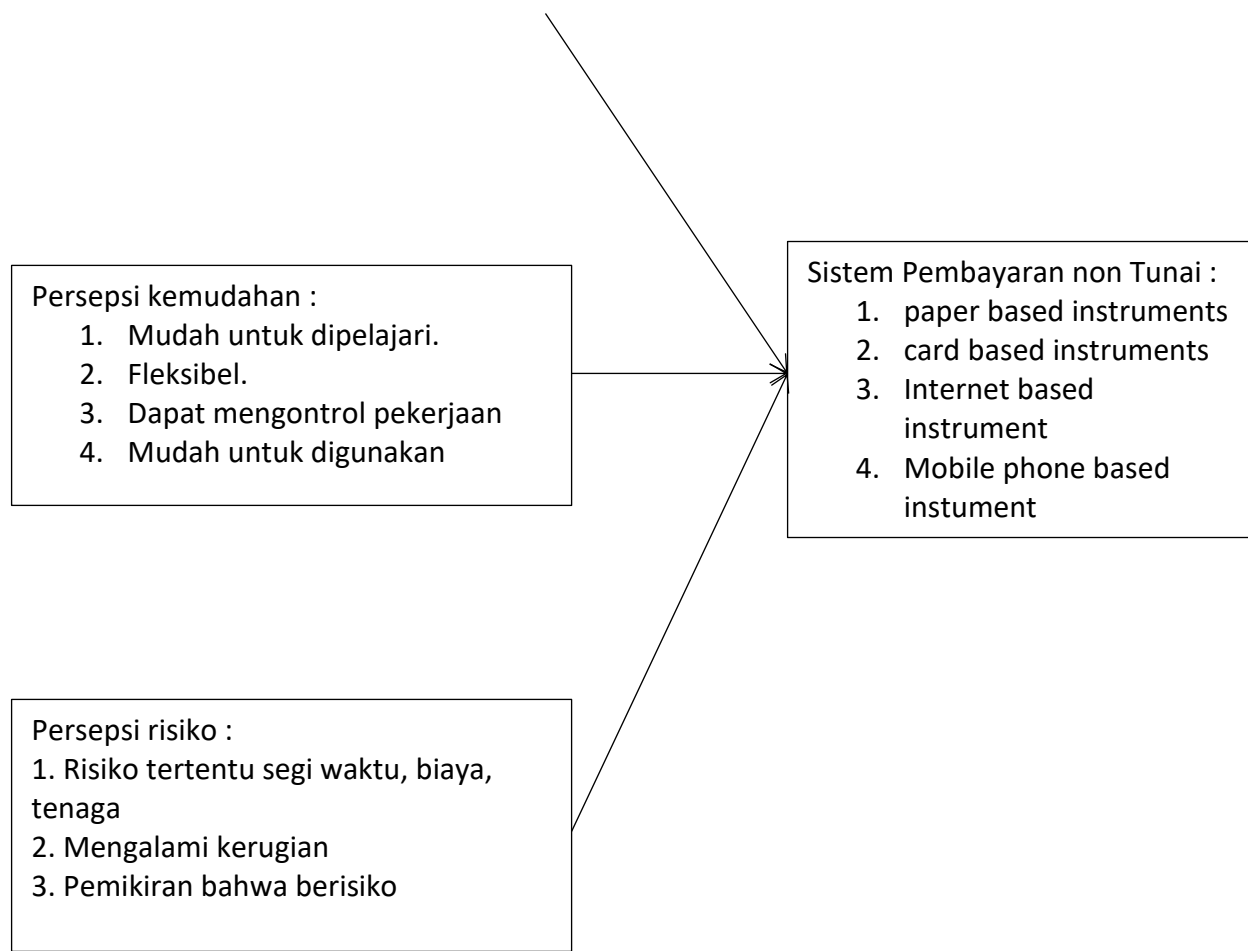 Persepsi kemudahan :
1. Mudah untuk dipelajari.
2. Fleksibel.
3. Dapat mengontrol pekerjaan
4. Mudah untuk digunakan
Sistem Pembayaran non Tunai :
1. paper based instruments
2. card based instruments
3. Internet based
instrument
4. Mobile phone based
instument
Persepsi risiko :
1. Risiko tertentu segi waktu, biaya,
tenaga
2. Mengalami kerugian
3. Pemikiran bahwa berisiko